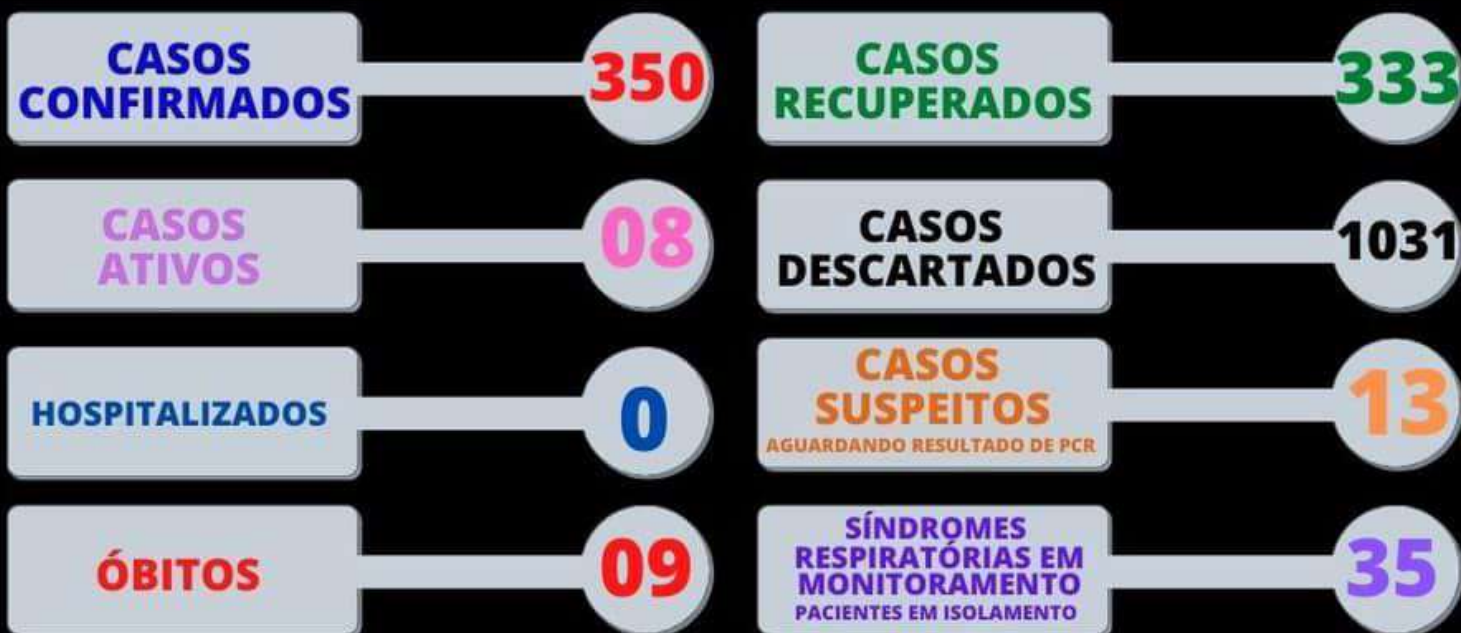 CASOS
CONFIRMADOS
350
CASOS
RECUPERADOS
333
CASOS
ATIVOS
08
CASOS
DESCARTADOS
1031
HOSPITALIZADOS
0
CASOS
SUSPEITOS
AGUARDANDO RESULTADO DE PCR
13
ÓBITOS
09
SÍNDROMES
RESPIRATÓRIAS EM
MONITORAMENTO
PACIENTES EM ISOLAMENTO
35